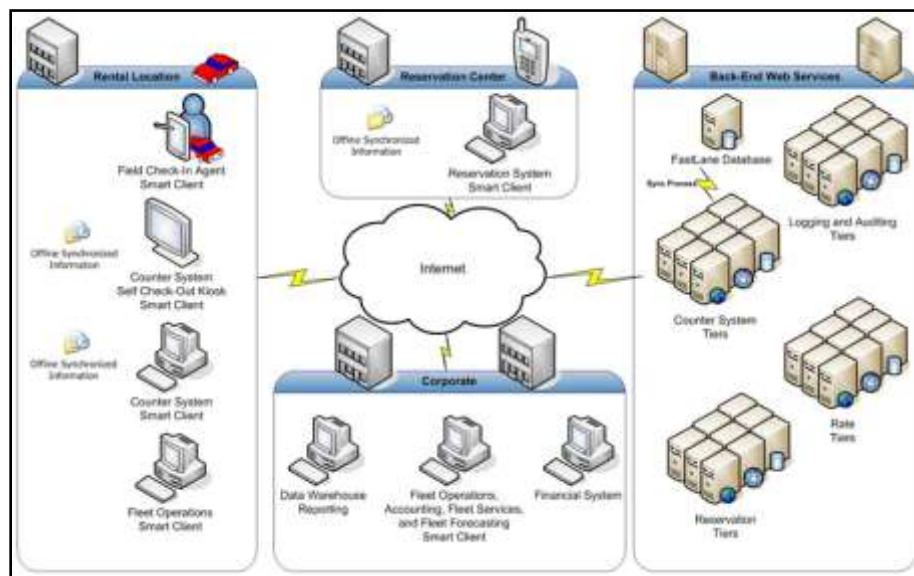 Rental Location
Field Check-In Agent
Smart Client
Offline Synchronized
Information
Counter System
Self Check-Out Kiosk
Smart Client
Offline Synchronized
Information
Counter System
Smart Client
Fleet Operations
Smart Client
Reservation Center
Offline Synchronized
Information
Reservation System
Smart Client
Internet
Corporate
Data Warehouse
Reporting
Fleet Operations,
Accounting, Fleet Services,
and Fleet Forecasting
Smart Client
Financial System
Back-End Web Services
FastLane Database
Sync Process
Logging and Auditing
Tiers
Counter System
Tiers
Rate
Tiers
Reservation
Tiers